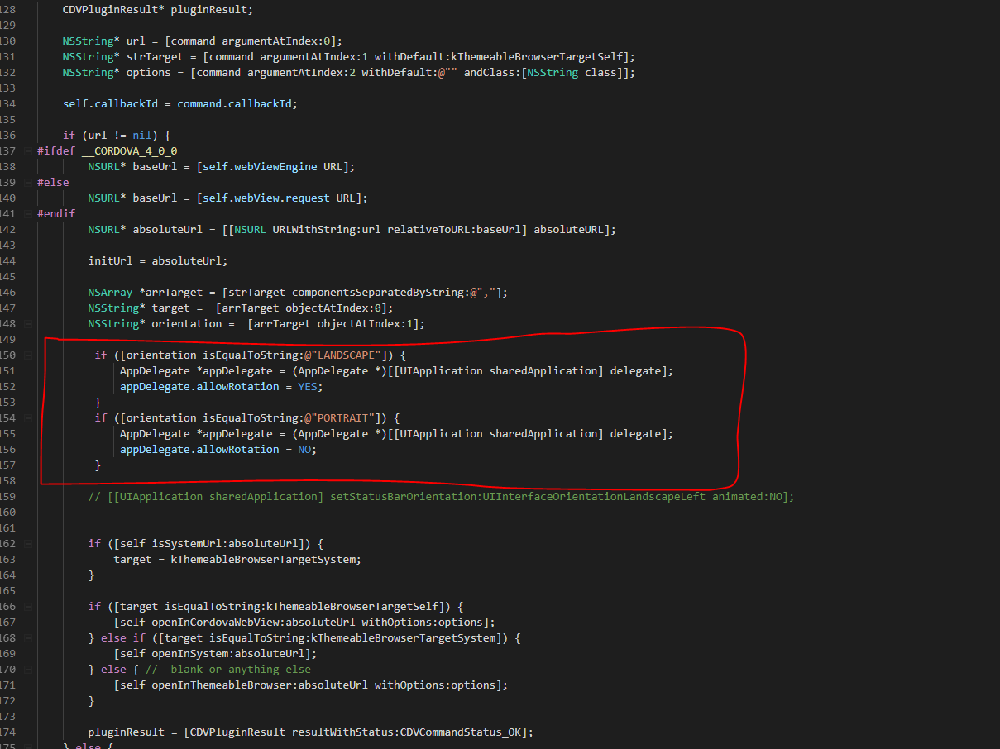 128 CDVPluginResult* pluginResult;
129
130 NSString* url = [command argumentAtIndex:0];
131 NSString* strTarget = [command argumentAtIndex:1 withDefault:kThemeableBrowserTargetSelf];
132 NSString* options = [command argumentAtIndex:2 withDefault:@"" andClass:[NSString class]];
133
134 self.callbackId = command.callbackId;
135
136 if (url != nil) {
137 #ifdef __CORDOVA_4_0_0
138 NSURL* baseUrl = [self.webViewEngine URL];
139 #else
140 NSURL* baseUrl = [self.webView.request URL];
141 #endif
142 NSURL* absoluteUrl = [[NSURL URLWithString:url relativeToURL:baseUrl] absoluteURL];
143
144 initUrl = absoluteUrl;
145
146 NSArray *arrTarget = [strTarget componentsSeparatedByString:@","];
147 NSString* target =  [arrTarget objectAtIndex:0];
148 NSString* orientation =  [arrTarget objectAtIndex:1];
149
150 if ([orientation isEqualToString:@"LANDSCAPE"]) {
151 AppDelegate *appDelegate = (AppDelegate *)[[UIApplication sharedApplication] delegate];
152 appDelegate.allowRotation = YES;
153 }
154 if ([orientation isEqualToString:@"PORTRAIT"]) {
155 AppDelegate *appDelegate = (AppDelegate *)[[UIApplication sharedApplication] delegate];
156 appDelegate.allowRotation = NO;
157 }
158
159 // [[UIApplication sharedApplication] setStatusBarOrientation:UIInterfaceOrientationLandscapeLeft animated:NO];
160
161
162 if ([self isSystemUrl:absoluteUrl]) {
163 target = kThemeableBrowserTargetSystem;
164 }
165
166 if ([target isEqualToString:kThemeableBrowserTargetSelf]) {
167 [self openInCordovaWebView:absoluteUrl withOptions:options];
168 } else if ([target isEqualToString:kThemeableBrowserTargetSystem]) {
169 [self openInSystem:absoluteUrl];
170 } else { // _blank or anything else
171 [self openInThemeableBrowser:absoluteUrl withOptions:options];
172 }
173
174 pluginResult = [CDVPluginResult resultWithStatus:CDVCommandStatus_OK];
175 } else {